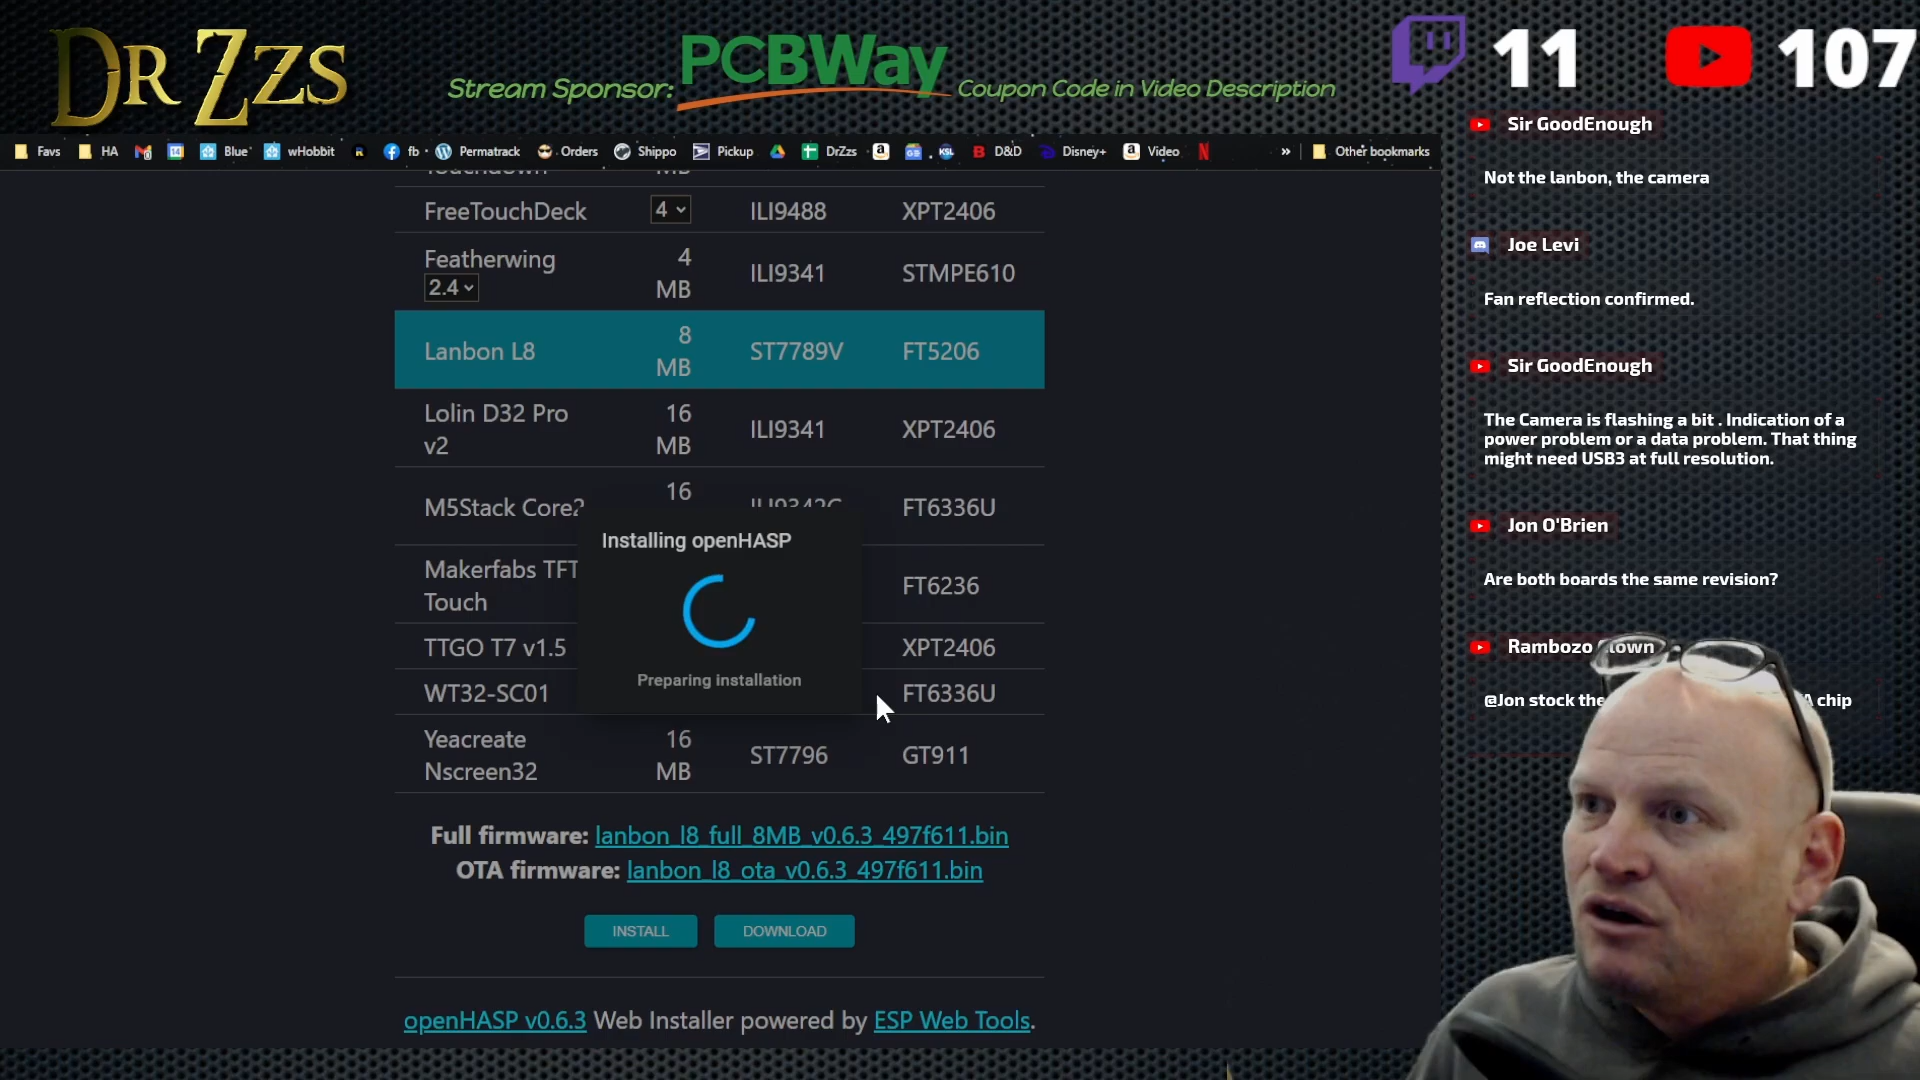 DR ZZS
Stream Sponsor: PCBWay Coupon Code in Video Description
11
107
Favs HA 14 Blue wHobbit fb Permatrack Orders Shippo Pickup DrZzs D&D Disney+ Video » Other bookmarks
MB
FreeTouchDeck 4 ILI9488 XPT2406
Featherwing 2.4 4 MB ILI9341 STMPE610
Lanbon L8 8 MB ST7789V FT5206
Lolin D32 Pro v2 16 MB ILI9341 XPT2406
M5Stack Core2 16 FT6336U
Makerfabs TFT Touch FT6236
TTGO T7 v1.5 XPT2406
WT32-SC01 FT6336U
Yeacreate Nscreen32 16 MB ST7796 GT911
Installing openHASP
Preparing installation
Full firmware: lanbon_l8_full_8MB_v0.6.3_497f611.bin
OTA firmware: lanbon_l8_ota_v0.6.3_497f611.bin
INSTALL DOWNLOAD
openHASP v0.6.3 Web Installer powered by ESP Web Tools.
Sir GoodEnough
Not the lanbon, the camera
Joe Levi
Fan reflection confirmed.
Sir GoodEnough
The Camera is flashing a bit . Indication of a
power problem or a data problem. That thing
might need USB3 at full resolution.
Jon O'Brien
Are both boards the same revision?
Rambozo
@Jon stock the chip